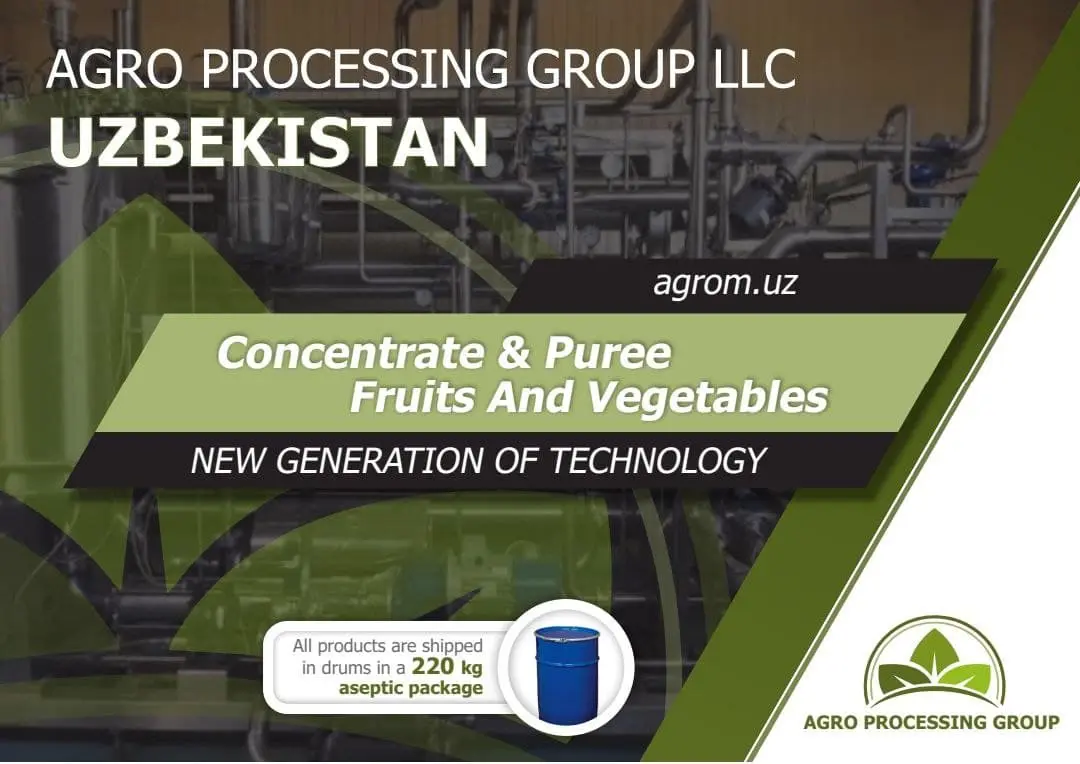 AGRO PROCESSING GROUP LLC
UZBEKISTAN
agrom.uz
Concentrate & Puree
Fruits And Vegetables
NEW GENERATION OF TECHNOLOGY
All products are shipped
in drums in a 220 kg
aseptic package
AGRO PROCESSING GROUP